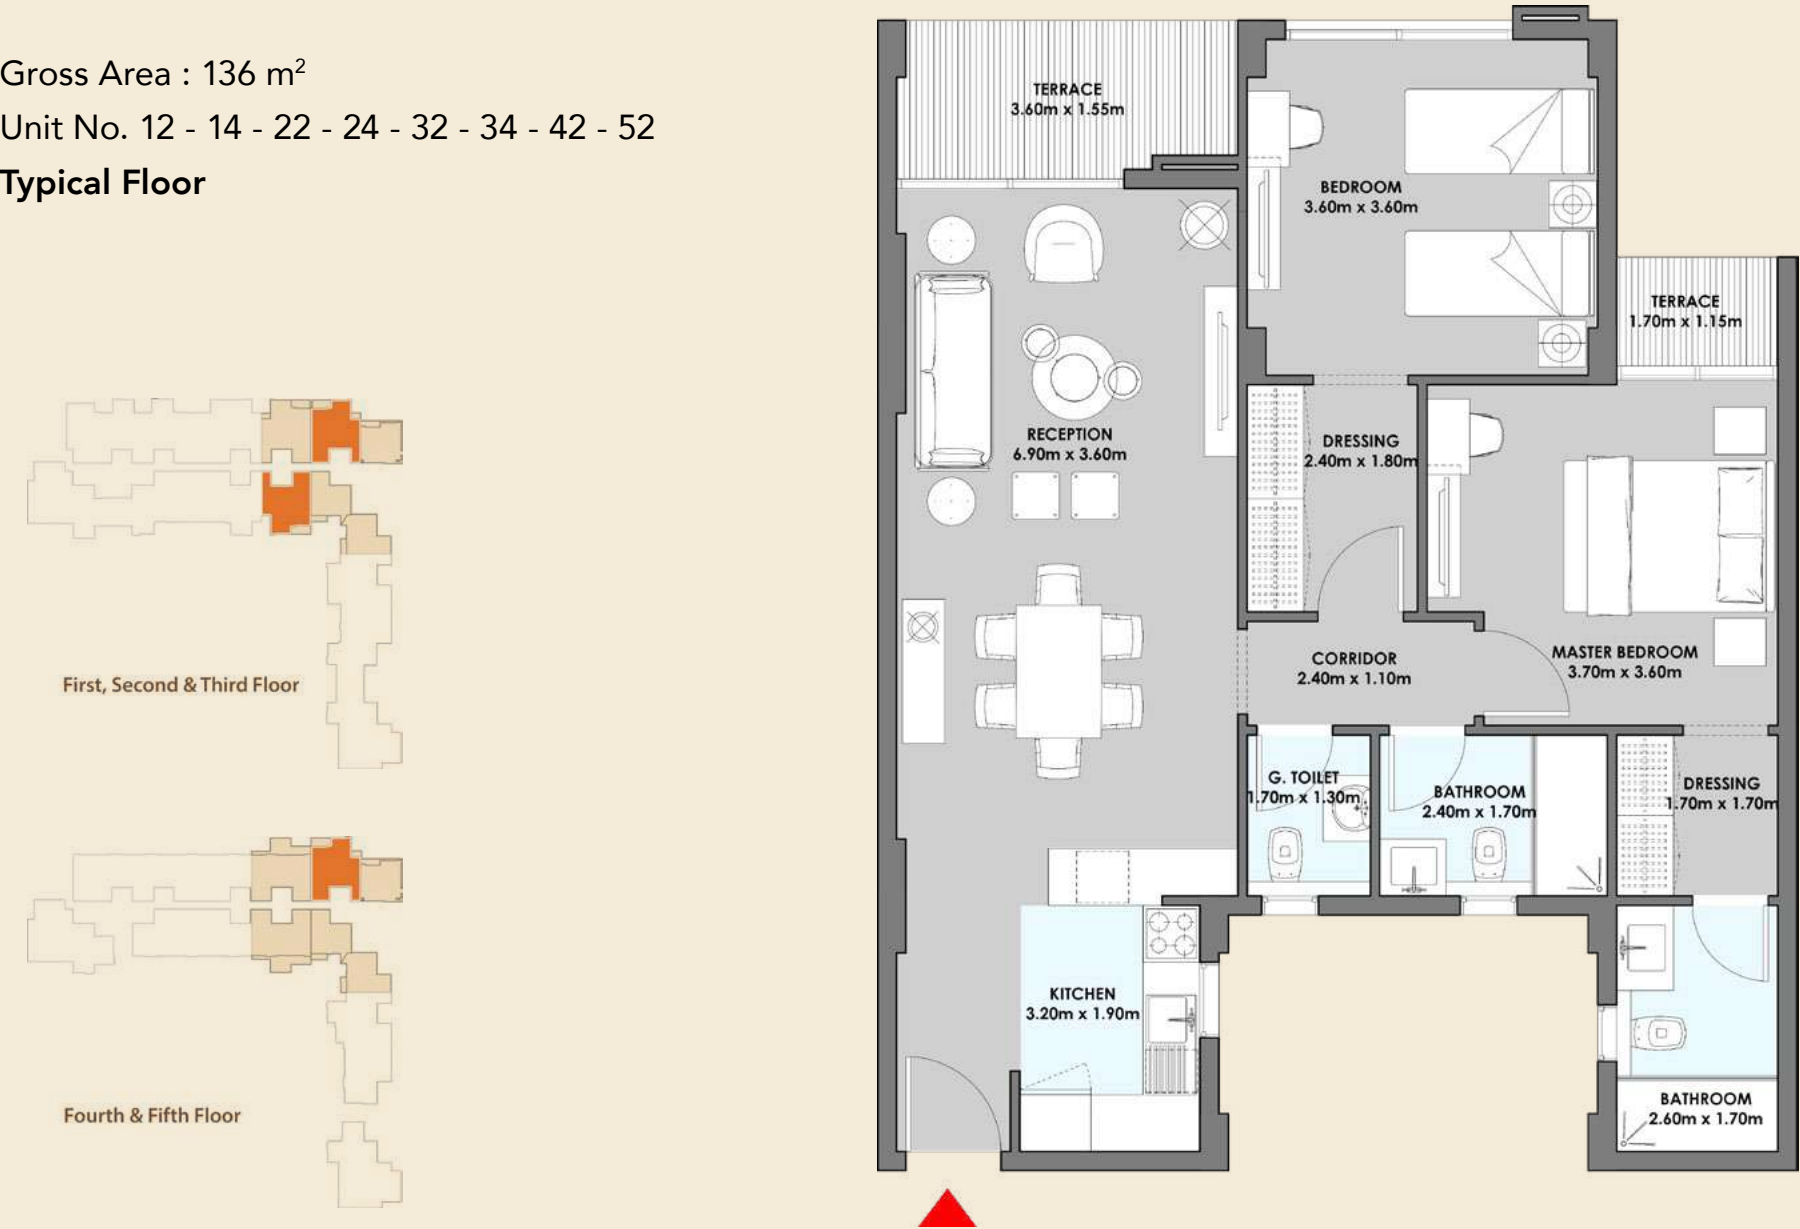 Gross Area : 136 m²
Unit No. 12 - 14 - 22 - 24 - 32 - 34 - 42 - 52
Typical Floor
First, Second & Third Floor
Fourth & Fifth Floor
TERRACE
3.60m x 1.55m
BEDROOM
3.60m x 3.60m
TERRACE
1.70m x 1.15m
RECEPTION
6.90m x 3.60m
DRESSING
2.40m x 1.80m
CORRIDOR
2.40m x 1.10m
MASTER BEDROOM
3.70m x 3.60m
G. TOILET
1.70m x 1.30m
BATHROOM
2.40m x 1.70m
DRESSING
1.70m x 1.70m
KITCHEN
3.20m x 1.90m
BATHROOM
2.60m x 1.70m